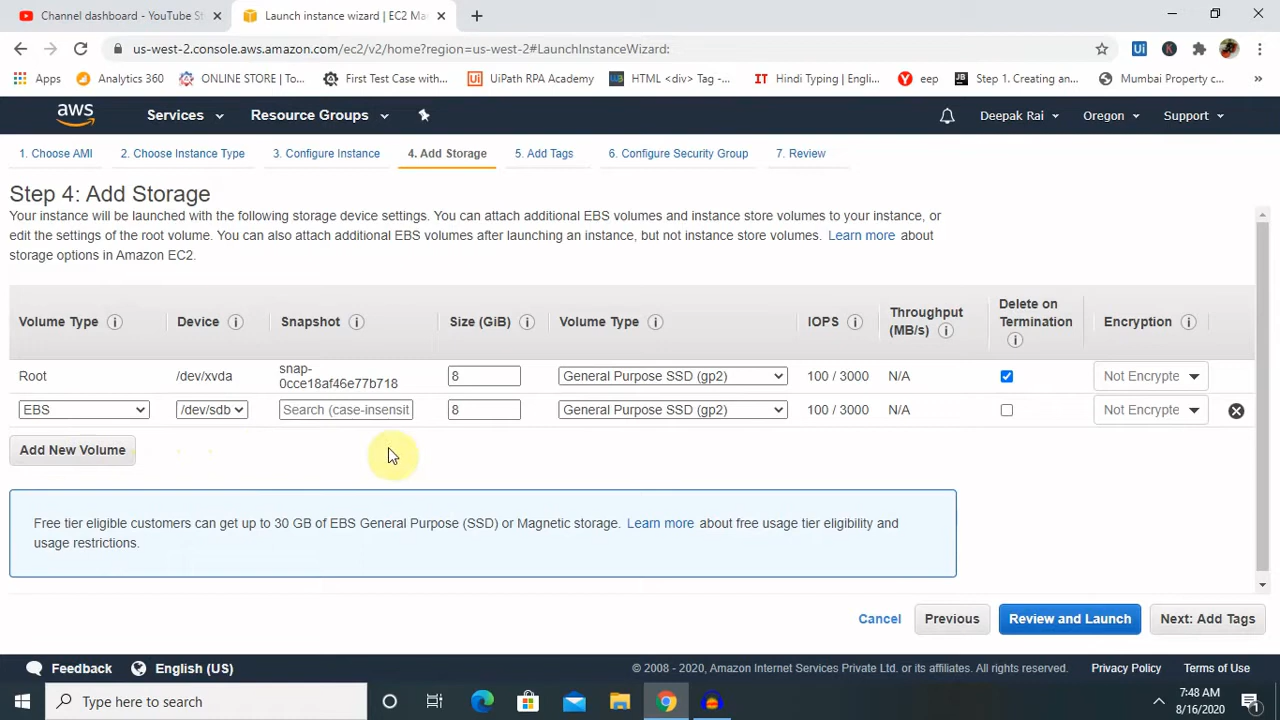 Channel dashboard - YouTube St
Launch instance wizard | EC2 Ma
us-west-2.console.aws.amazon.com/ec2/v2/home?region=us-west-2#LaunchInstanceWizard:
Apps
Analytics 360
ONLINE STORE | To...
First Test Case with...
UiPath RPA Academy
HTML <div> Tag -...
Hindi Typing | Engli...
eep
Step 1. Creating an...
Mumbai Property c...
aws
Services
Resource Groups
Deepak Rai
Oregon
Support
1. Choose AMI
2. Choose Instance Type
3. Configure Instance
4. Add Storage
5. Add Tags
6. Configure Security Group
7. Review
Step 4: Add Storage
Your instance will be launched with the following storage device settings. You can attach additional EBS volumes and instance store volumes to your instance, or
edit the settings of the root volume. You can also attach additional EBS volumes after launching an instance, but not instance store volumes. Learn more about
storage options in Amazon EC2.
Volume Type
Device
Snapshot
Size (GiB)
Volume Type
IOPS
Throughput
(MB/s)
Delete on
Termination
Encryption
Root
/dev/xvda
snap-
0cce18af46e77b718
8
General Purpose SSD (gp2)
100 / 3000
N/A
Not Encrypte
EBS
/dev/sdb
Search (case-insensit
8
General Purpose SSD (gp2)
100 / 3000
N/A
Not Encrypte
Add New Volume
Free tier eligible customers can get up to 30 GB of EBS General Purpose (SSD) or Magnetic storage. Learn more about free usage tier eligibility and
usage restrictions.
Cancel
Previous
Review and Launch
Next: Add Tags
Feedback
English (US)
© 2008 - 2020, Amazon Internet Services Private Ltd. or its affiliates. All rights reserved.
Privacy Policy
Terms of Use
Type here to search
7:48 AM
8/16/2020